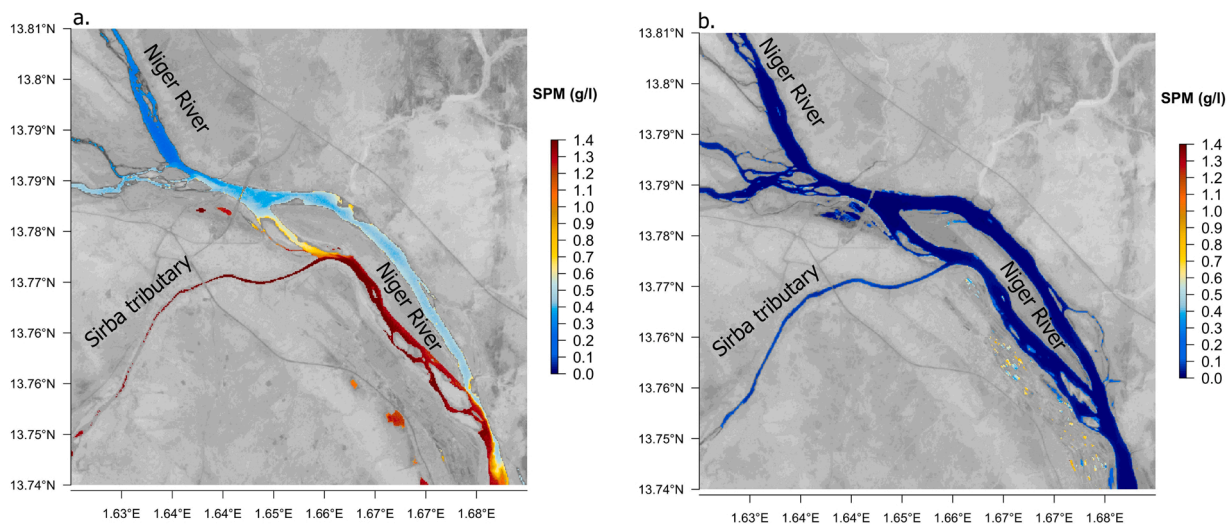 a.
13.81°N
13.8°N
13.79°N
13.79°N
13.78°N
13.77°N
13.76°N
13.76°N
13.75°N
13.74°N
Niger River
Niger River
Sirba tributary
1.63°E 1.64°E 1.64°E 1.65°E 1.66°E 1.67°E 1.67°E 1.68°E
SPM (g/l)
1.4
1.3
1.2
1.1
1.0
0.9
0.8
0.7
0.6
0.5
0.4
0.3
0.2
0.1
0.0
b.
13.81°N
13.8°N
13.79°N
13.79°N
13.78°N
13.77°N
13.76°N
13.76°N
13.75°N
13.74°N
Niger River
Niger River
Sirba tributary
1.63°E 1.64°E 1.64°E 1.65°E 1.66°E 1.67°E 1.67°E 1.68°E
SPM (g/l)
1.4
1.3
1.2
1.1
1.0
0.9
0.8
0.7
0.6
0.5
0.4
0.3
0.2
0.1
0.0